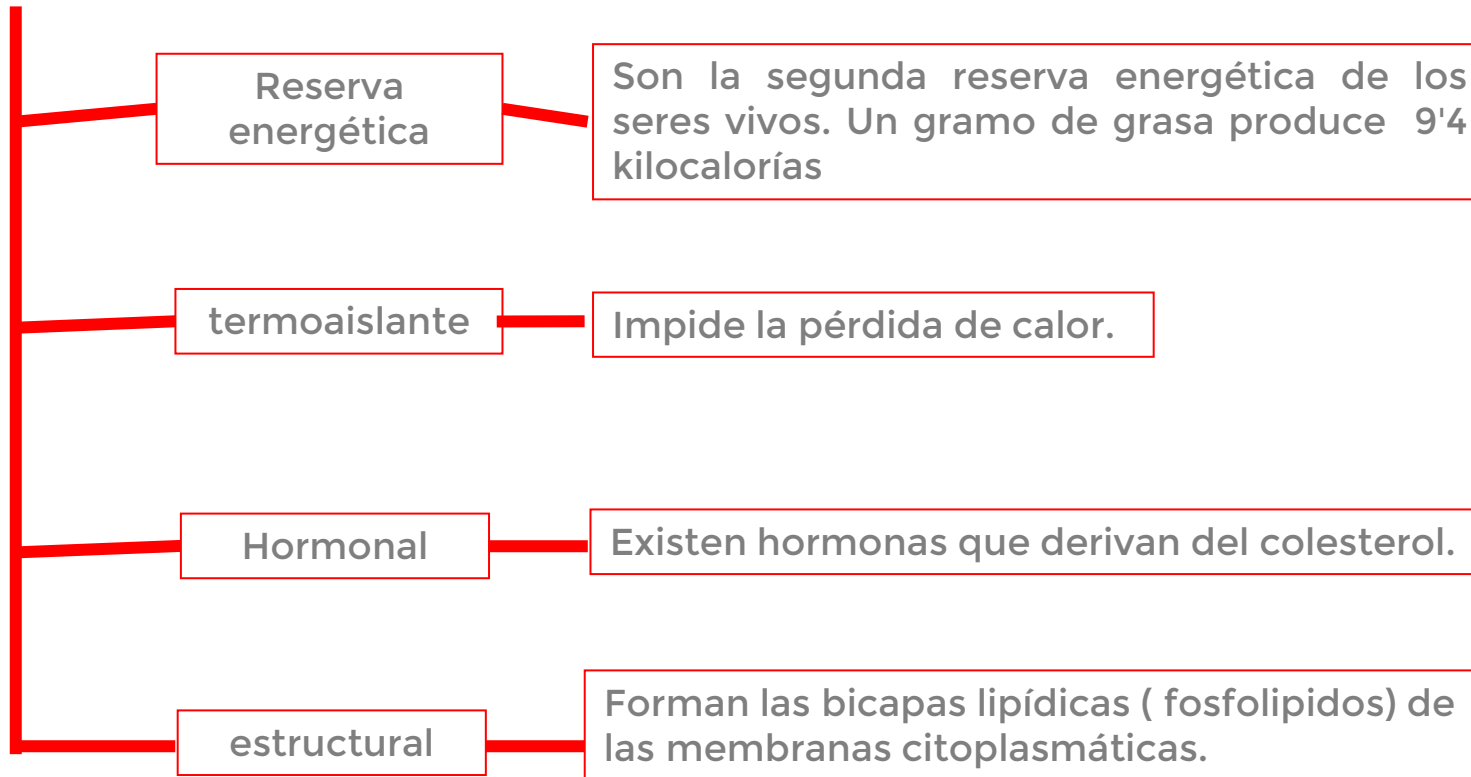 Reserva
energética
Son la segunda reserva energética de los
seres vivos. Un gramo de grasa produce 9'4
kilocalorías
termoaislante
Impide la pérdida de calor.
Hormonal
Existen hormonas que derivan del colesterol.
estructural
Forman las bicapas lipídicas ( fosfolipidos) de
las membranas citoplasmáticas.